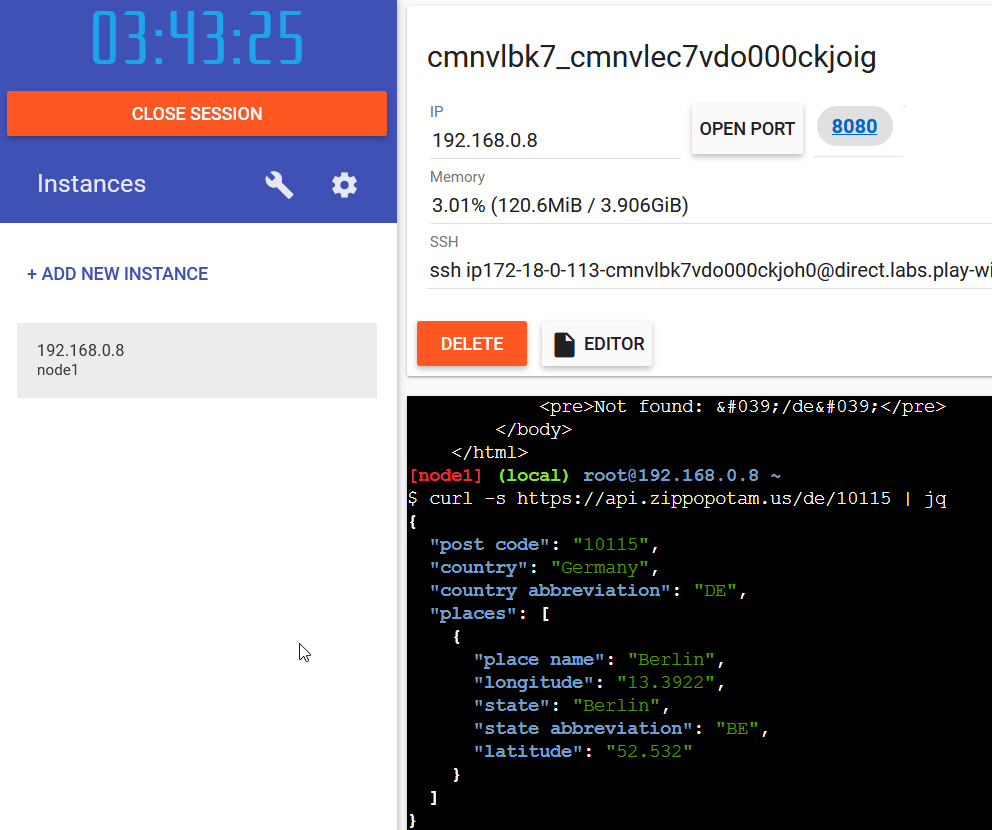 03:43:25
CLOSE SESSION
Instances
+ ADD NEW INSTANCE
192.168.0.8
node1
cmnvlbk7_cmnvlec7vdo000ckjoig
IP
192.168.0.8
OPEN PORT
8080
Memory
3.01% (120.6MiB / 3.906GiB)
SSH
ssh ip172-18-0-113-cmnvlbk7vdo000ckjoh0@direct.labs.play-wi
DELETE
EDITOR
<pre>Not found: &#039;/de&#039;</pre>
</body>
</html>
[node1] (local) root@192.168.0.8 ~
$ curl -s https://api.zippopotam.us/de/10115 | jq
{
"post code": "10115",
"country": "Germany",
"country abbreviation": "DE",
"places": [
{
"place name": "Berlin",
"longitude": "13.3922",
"state": "Berlin",
"state abbreviation": "BE",
"latitude": "52.532"
}
]
}